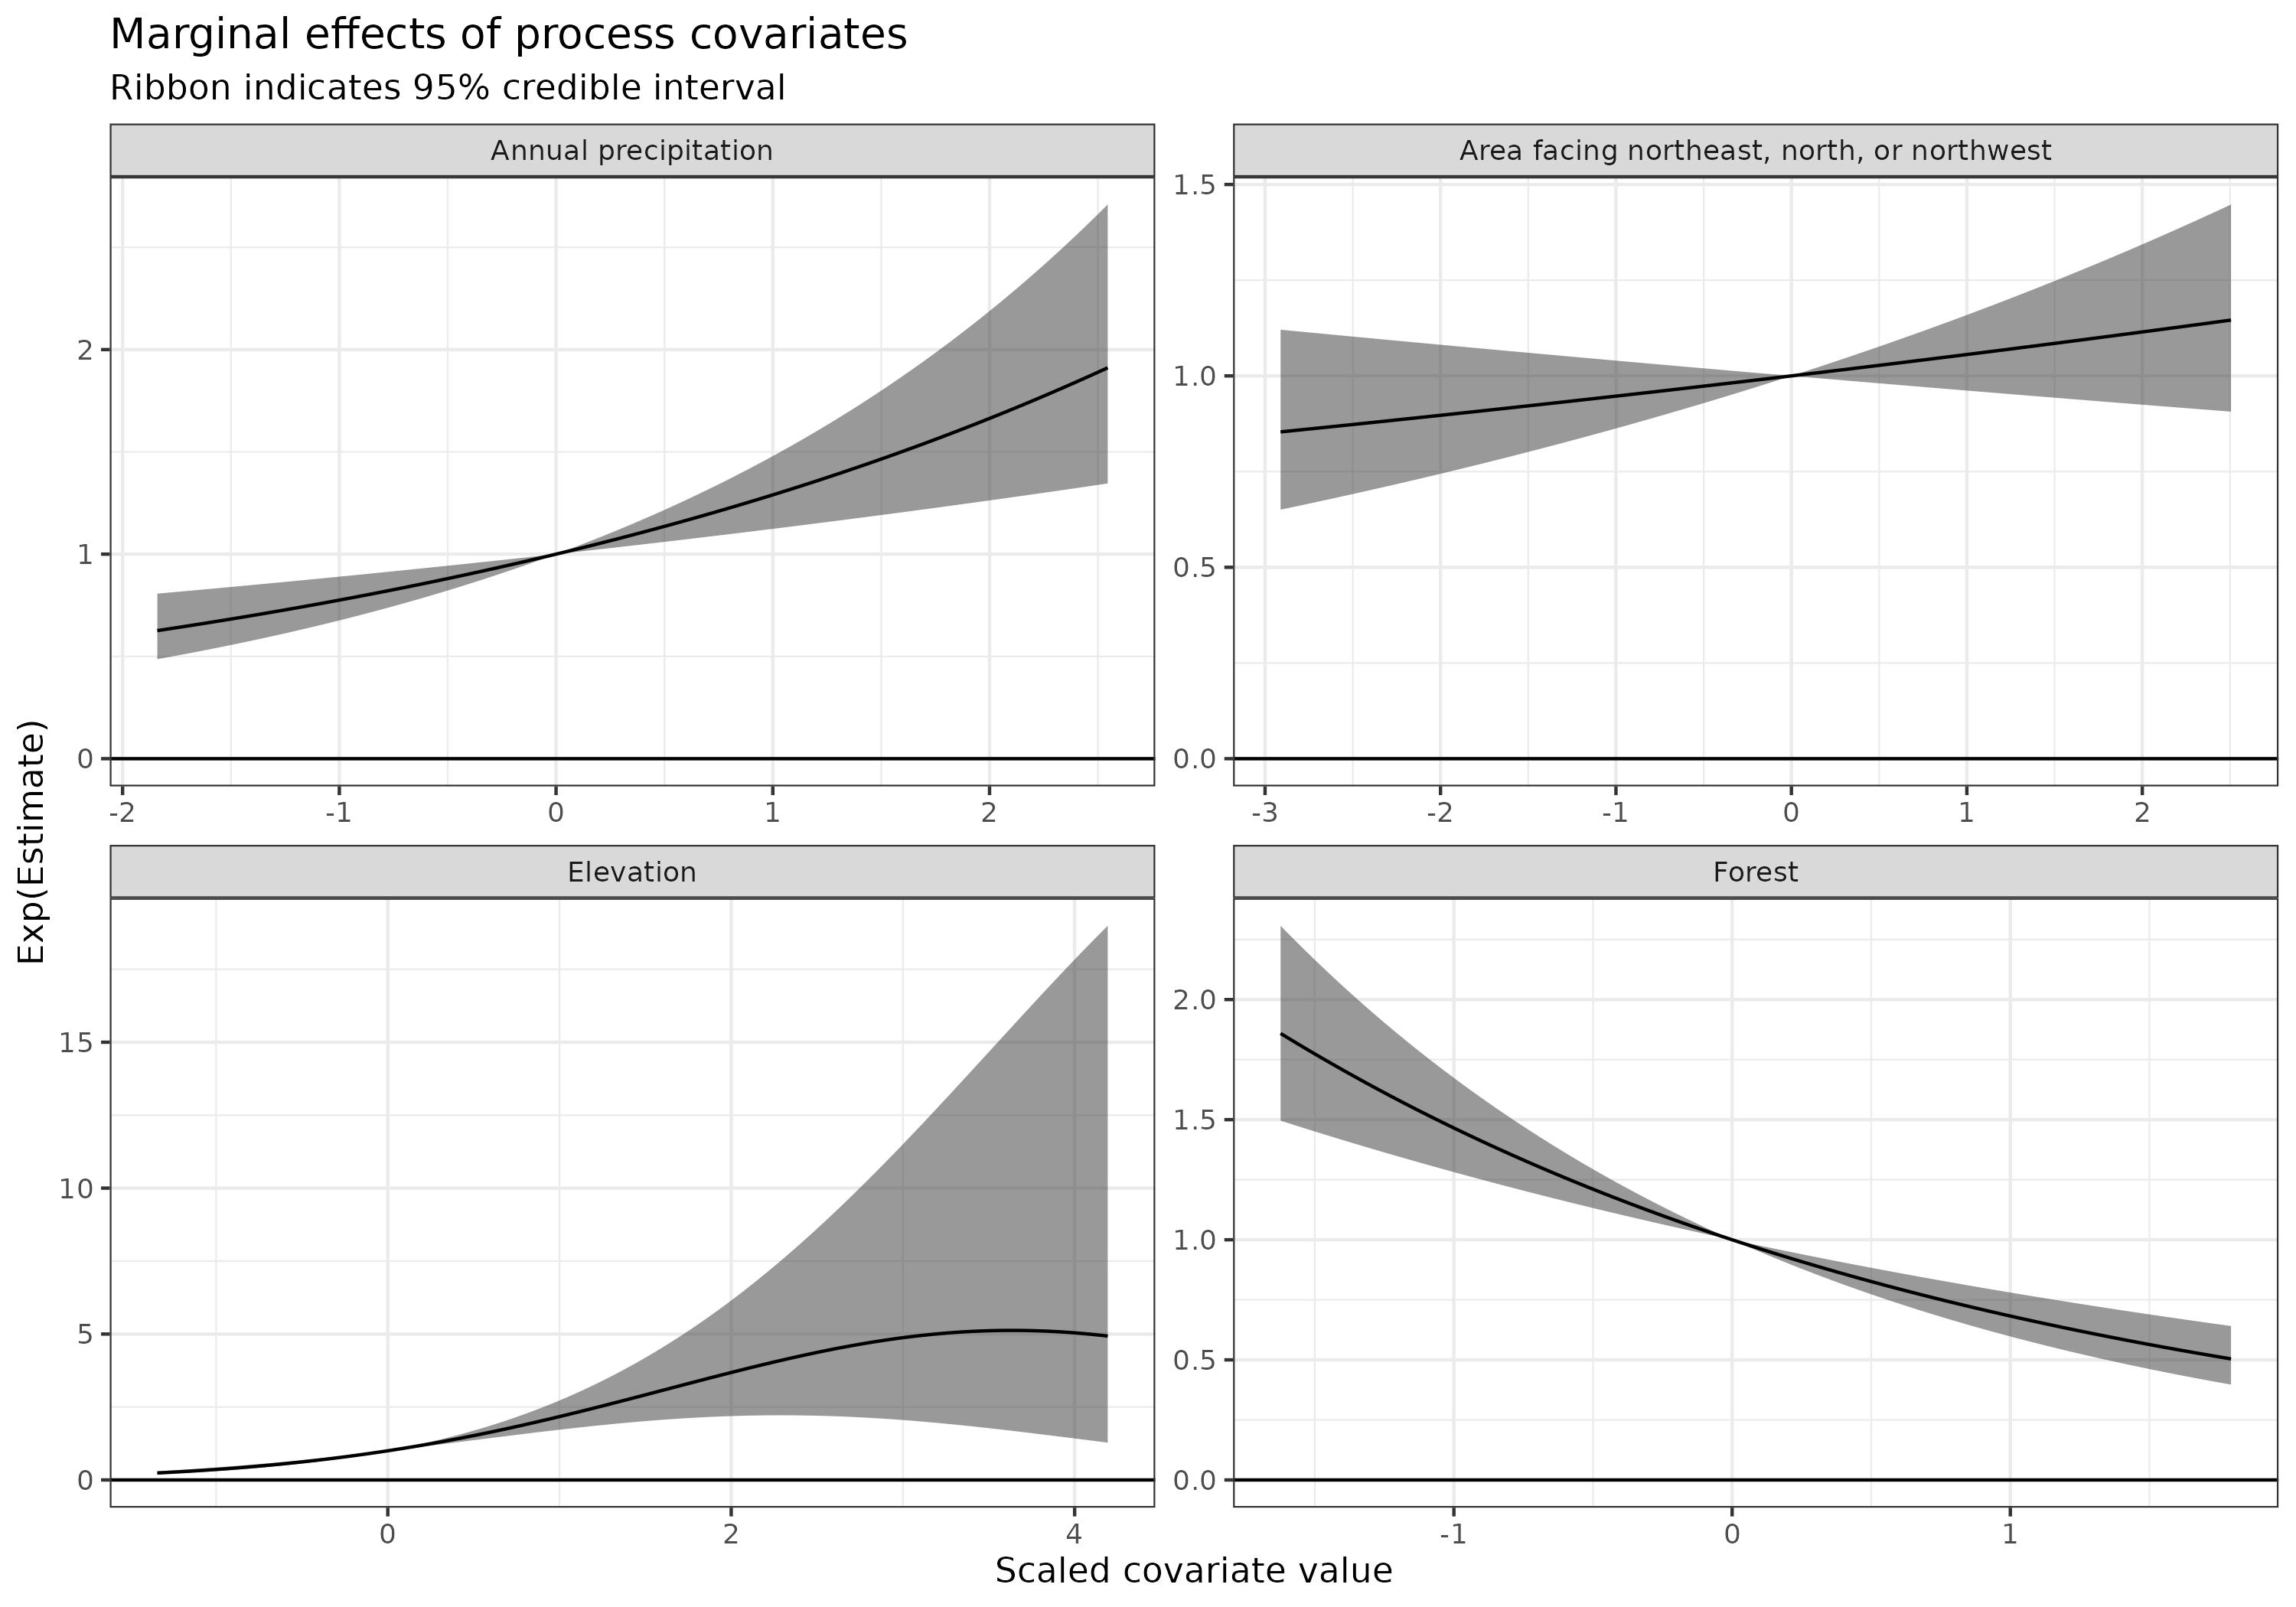 Marginal effects of process covariates
Ribbon indicates 95% credible interval
Annual precipitation
Area facing northeast, north, or northwest
2
1
0
-2 -1 0 1 2
1.5
1.0
0.5
0.0
-3 -2 -1 0 1 2
Exp(Estimate)
Elevation
Forest
15
10
5
0
0 2 4
2.0
1.5
1.0
0.5
0.0
-1 0 1
Scaled covariate value